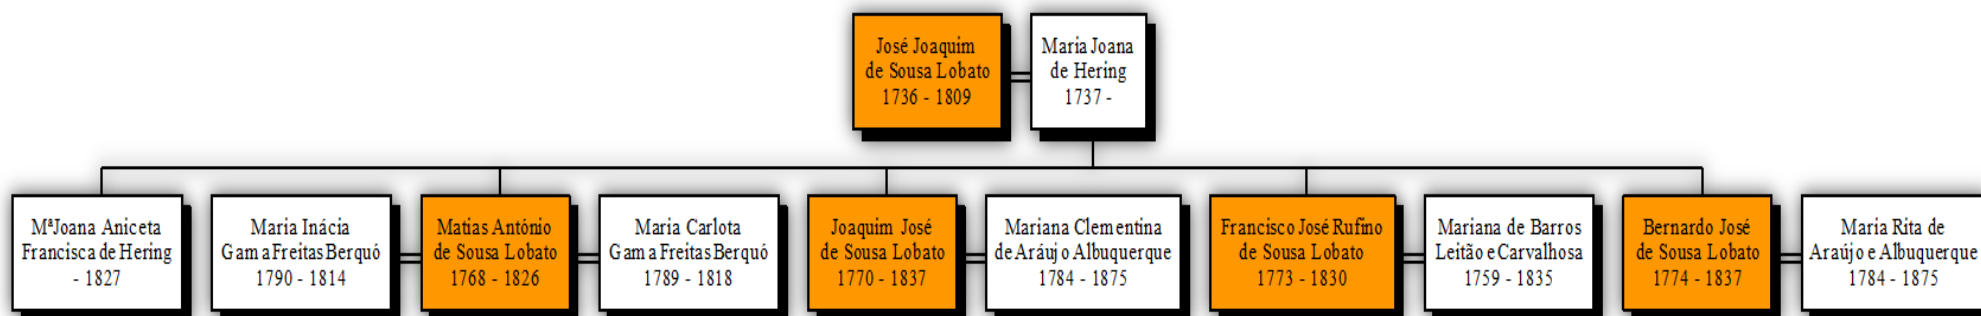 José Joaquim
de Sousa Lobato
1736 - 1809
Maria Joana
de Hering
1737 -
MªJoana Aniceta
Francisca de Hering
- 1827
Maria Inácia
Gama Freitas Berquó
1790 - 1814
Matias António
de Sousa Lobato
1768 - 1826
Maria Carlota
Gama Freitas Berquó
1789 - 1818
Joaquim José
de Sousa Lobato
1770 - 1837
Mariana Clementina
de Aráujo Albuquerque
1784 - 1875
Francisco José Rufino
de Sousa Lobato
1773 - 1830
Mariana de Barros
Leitão e Carvalhosa
1759 - 1835
Bernardo José
de Sousa Lobato
1774 - 1837
Maria Rita de
Araújo e Albuquerque
1784 - 1875